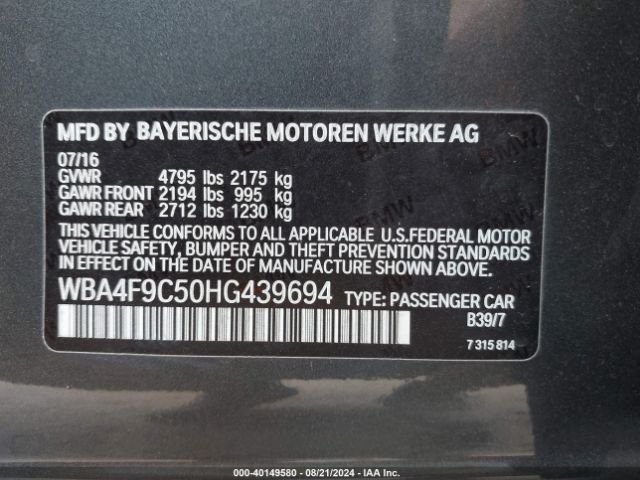 MFD BY BAYERISCHE MOTOREN WERKE AG
07/16
GVWR 4795 lbs 2175 kg
GAWR FRONT 2194 lbs 995 kg
GAWR REAR 2712 lbs 1230 kg
THIS VEHICLE CONFORMS TO ALL APPLICABLE U.S.FEDERAL MOTOR
VEHICLE SAFETY, BUMPER AND THEFT PREVENTION STANDARDS
IN EFFECT ON THE DATE OF MANUFACTURE SHOWN ABOVE.
WBA4F9C50HG439694 TYPE: PASSENGER CAR
B39/7
7 315 814
000-40149580 - 08/21/2024 - IAA Inc.